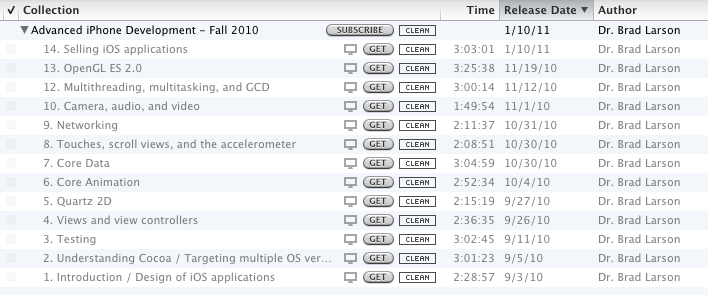 ✓ Collection Time Release Date ▼ Author
▼ Advanced iPhone Development – Fall 2010 SUBSCRIBE CLEAN 1/10/11 Dr. Brad Larson
14. Selling iOS applications GET CLEAN 3:03:01 1/10/11 Dr. Brad Larson
13. OpenGL ES 2.0 GET CLEAN 3:25:38 11/19/10 Dr. Brad Larson
12. Multithreading, multitasking, and GCD GET CLEAN 3:00:14 11/12/10 Dr. Brad Larson
10. Camera, audio, and video GET CLEAN 1:49:54 11/1/10 Dr. Brad Larson
9. Networking GET CLEAN 2:11:37 10/31/10 Dr. Brad Larson
8. Touches, scroll views, and the accelerometer GET CLEAN 2:08:51 10/30/10 Dr. Brad Larson
7. Core Data GET CLEAN 3:04:59 10/30/10 Dr. Brad Larson
6. Core Animation GET CLEAN 2:52:34 10/4/10 Dr. Brad Larson
5. Quartz 2D GET CLEAN 2:15:19 9/27/10 Dr. Brad Larson
4. Views and view controllers GET CLEAN 2:36:35 9/26/10 Dr. Brad Larson
3. Testing GET CLEAN 3:02:45 9/11/10 Dr. Brad Larson
2. Understanding Cocoa / Targeting multiple OS ver... GET CLEAN 3:01:23 9/5/10 Dr. Brad Larson
1. Introduction / Design of iOS applications GET CLEAN 2:28:57 9/3/10 Dr. Brad Larson